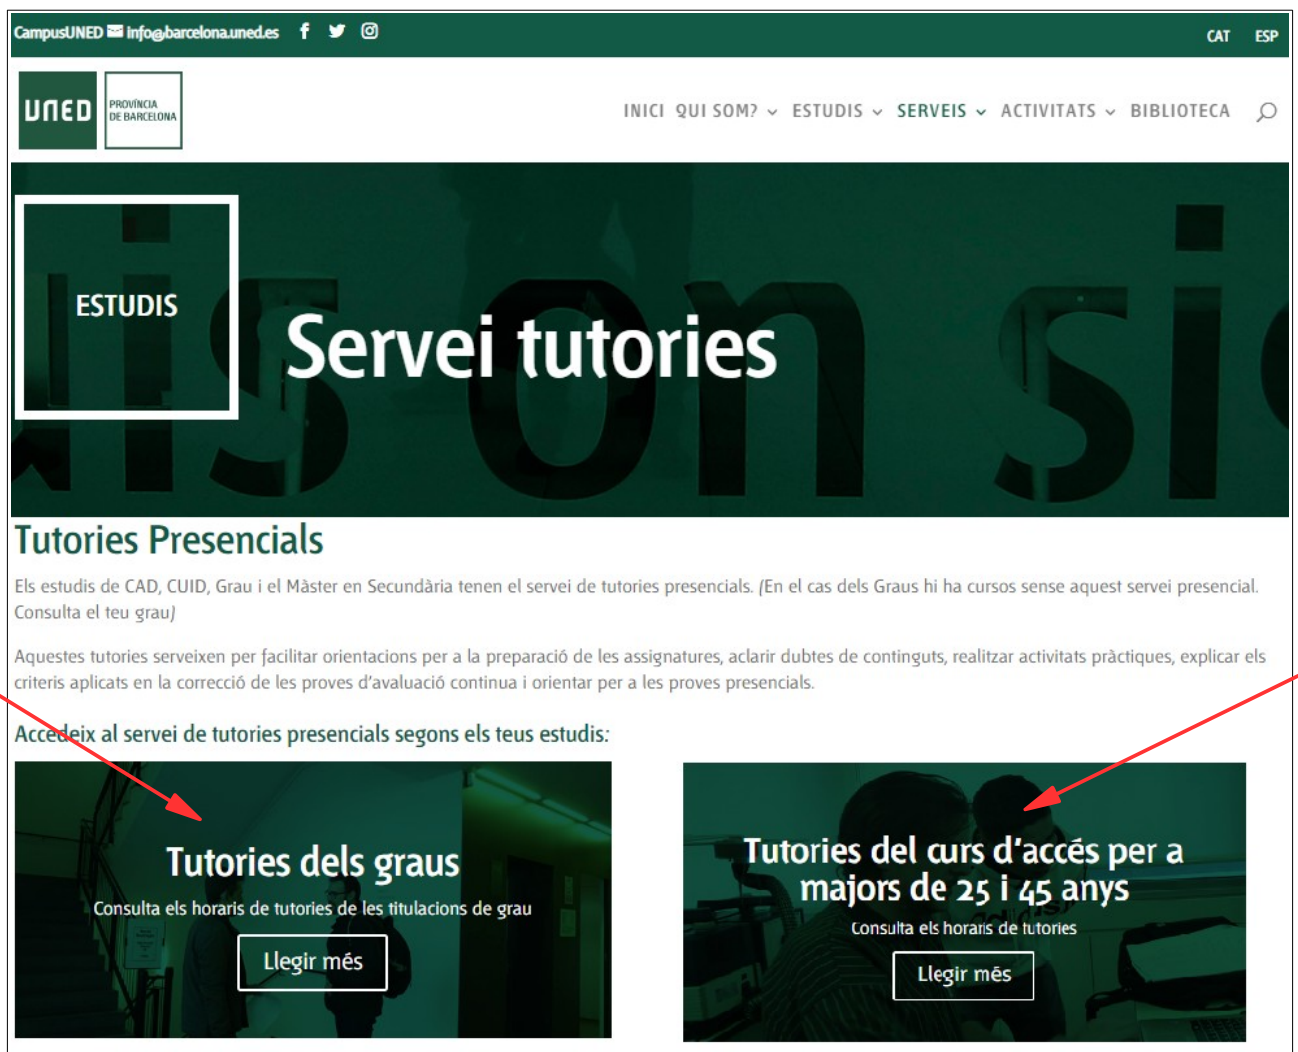 CampusUNED info@barcelona.uned.es
CAT ESP
UNED PROVÍNCIA DE BARCELONA
INICI QUI SOM? ESTUDIS SERVEIS ACTIVITATS BIBLIOTECA
ESTUDIS
Servei tutories
Tutories Presencials
Els estudis de CAD, CUID, Grau i el Màster en Secundària tenen el servei de tutories presencials. (En el cas dels Graus hi ha cursos sense aquest servei presencial.
Consulta el teu grau)
Aquestes tutories serveixen per facilitar orientacions per a la preparació de les assignatures, aclarir dubtes de continguts, realitzar activitats pràctiques, explicar els
criteris aplicats en la correcció de les proves d'avaluació continua i orientar per a les proves presencials.
Accedeix al servei de tutories presencials segons els teus estudis:
Tutories dels graus
Consulta els horaris de tutories de les titulacions de grau
Llegir més
Tutories del curs d'accés per a
majors de 25 i 45 anys
Consulta els horaris de tutories
Llegir més